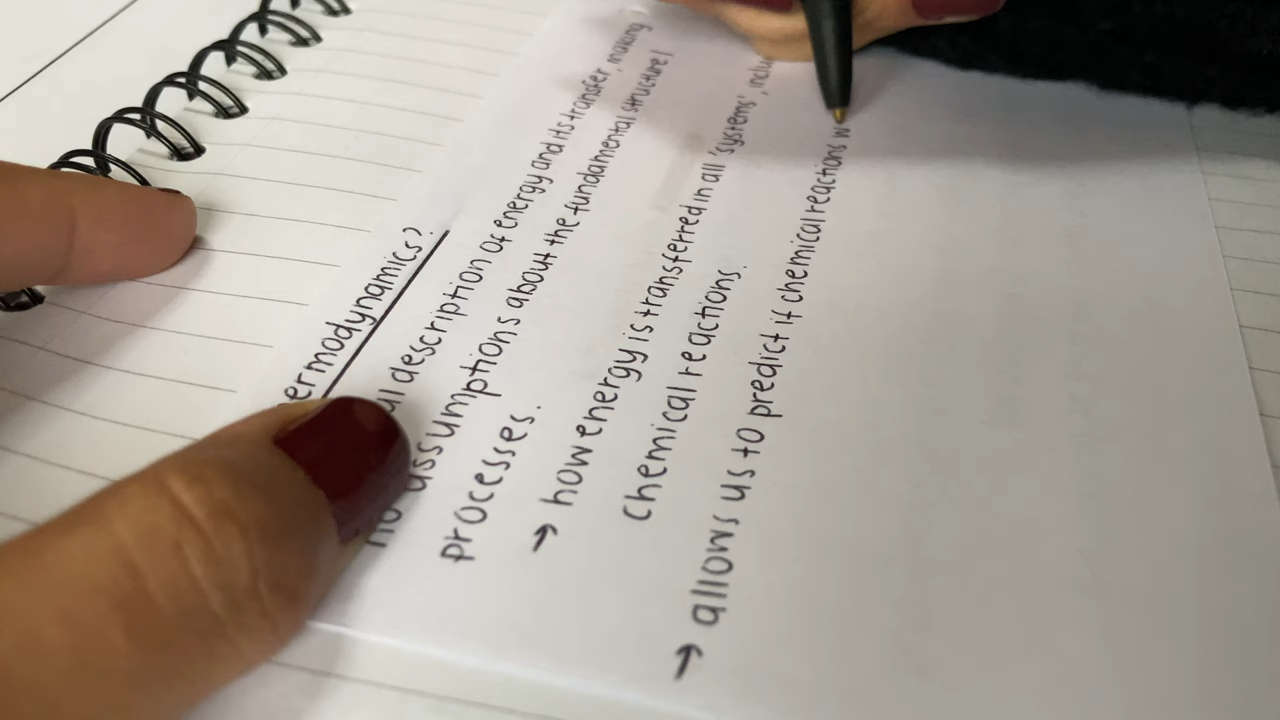 ermodynamics?
al description of energy and its transfer, making
no assumptions about the fundamental structure/
processes.
→ how energy is transferred in all 'systems', inclu
chemical reactions.
→ allows us to predict if chemical reactions w